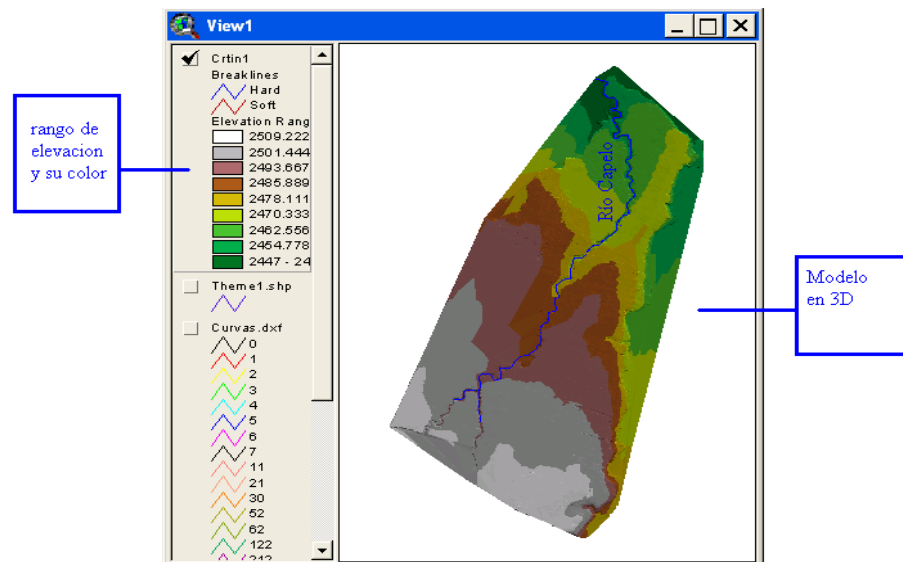 View1
rango de
elevacion
y su color
Crtin1
Breaklines
Hard
Soft
Elevation Rang
2509.222
2501.444
2493.667
2485.889
2478.111
2470.333
2462.556
2454.778
2447 - 24
Theme1.shp
Curvas.dxf
0
1
2
3
4
5
6
7
11
21
30
52
62
122
212
Río Capelo
Modelo
en 3D